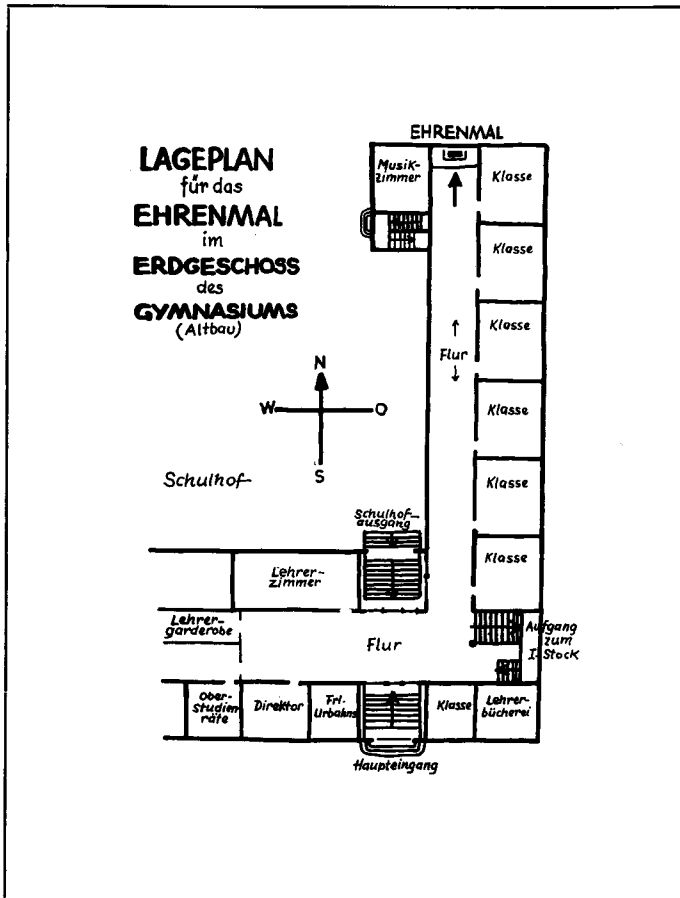 LAGEPLAN
für das
EHRENMAL
im
ERDGESCHOSS
des
GYMNASIUMS
(Altbau)
EHRENMAL
Musik-
zimmer
Klasse
Klasse
Klasse
Flur
Klasse
Klasse
Klasse
N
W
O
S
Schulhof
Schulhof-
ausgang
Lehrer-
zimmer
Lehrer-
garderobe
Flur
Aufgang
zum
I-Stock
Ober-
Studien
räte
Direktor
Frl.
Urbahns
Klasse
Lehrer-
bücherei
Haupteingang